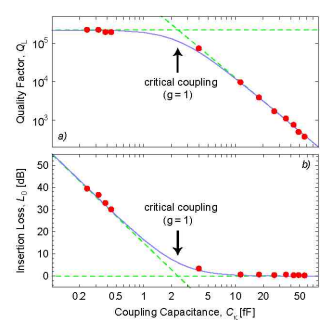 Quality Factor, Q_L
10^5
10^4
10^3
critical coupling
(g = 1)
a)
Insertion Loss, L_0 [dB]
50
40
30
20
10
0
b)
critical coupling
(g = 1)
0.2
0.5
1
2
5
10
20
50
Coupling Capacitance, C_κ [fF]